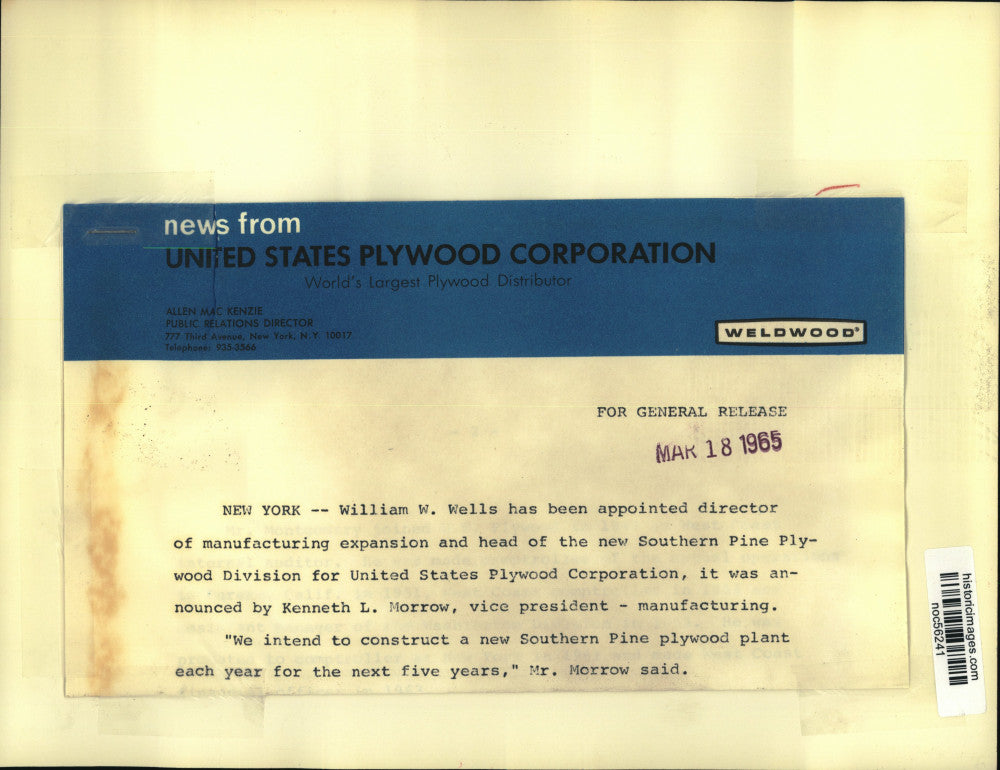 news from
UNITED STATES PLYWOOD CORPORATION
World's Largest Plywood Distributor
ALLEN MAC KENZIE
PUBLIC RELATIONS DIRECTOR
777 Third Avenue, New York, N.Y. 10017
Telephone: 935-3566
WELDWOOD®
FOR GENERAL RELEASE
MAR 18 1965
NEW YORK -- William W. Wells has been appointed director
of manufacturing expansion and head of the new Southern Pine Ply-
wood Division for United States Plywood Corporation, it was an-
nounced by Kenneth L. Morrow, vice president - manufacturing.
"We intend to construct a new Southern Pine plywood plant
each year for the next five years," Mr. Morrow said.
historicimages.com
noc56241